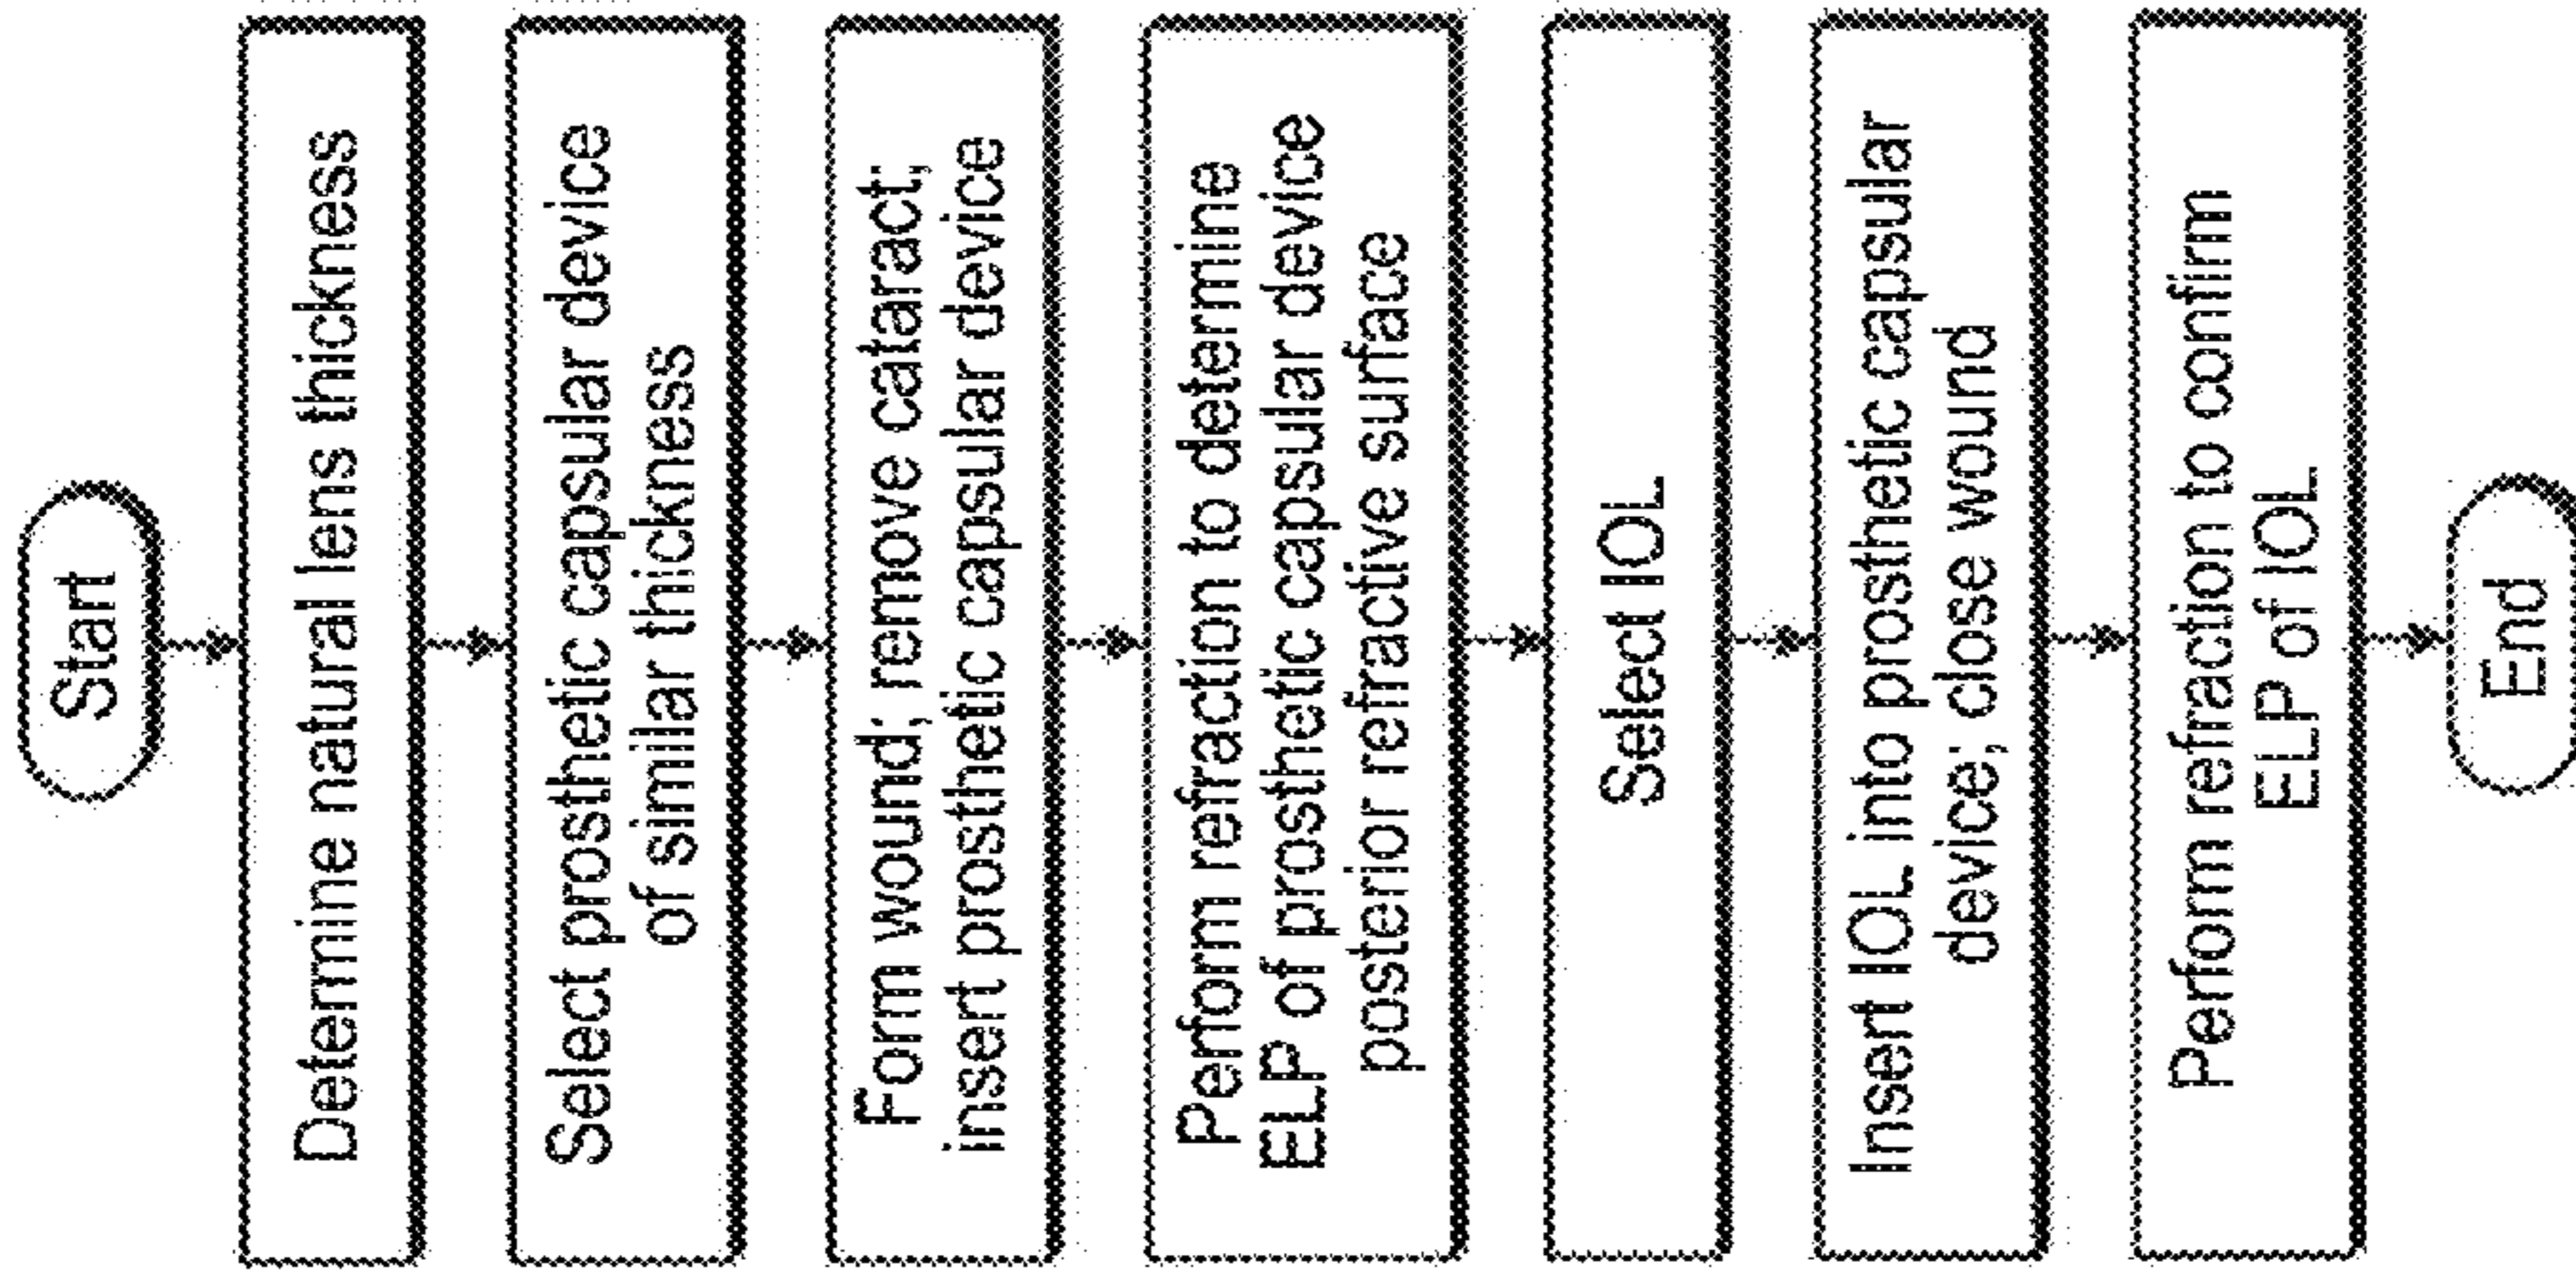 Start
Determine natural lens thickness
Select prosthetic capsular device
of similar thickness
Form wound; remove cataract;
insert prosthetic capsular device
Perform refraction to determine
ELP of prosthetic capsular device
posterior refractive surface
Select IOL
Insert IOL into prosthetic capsular
device; close wound
Perform refraction to confirm
ELP of IOL
End